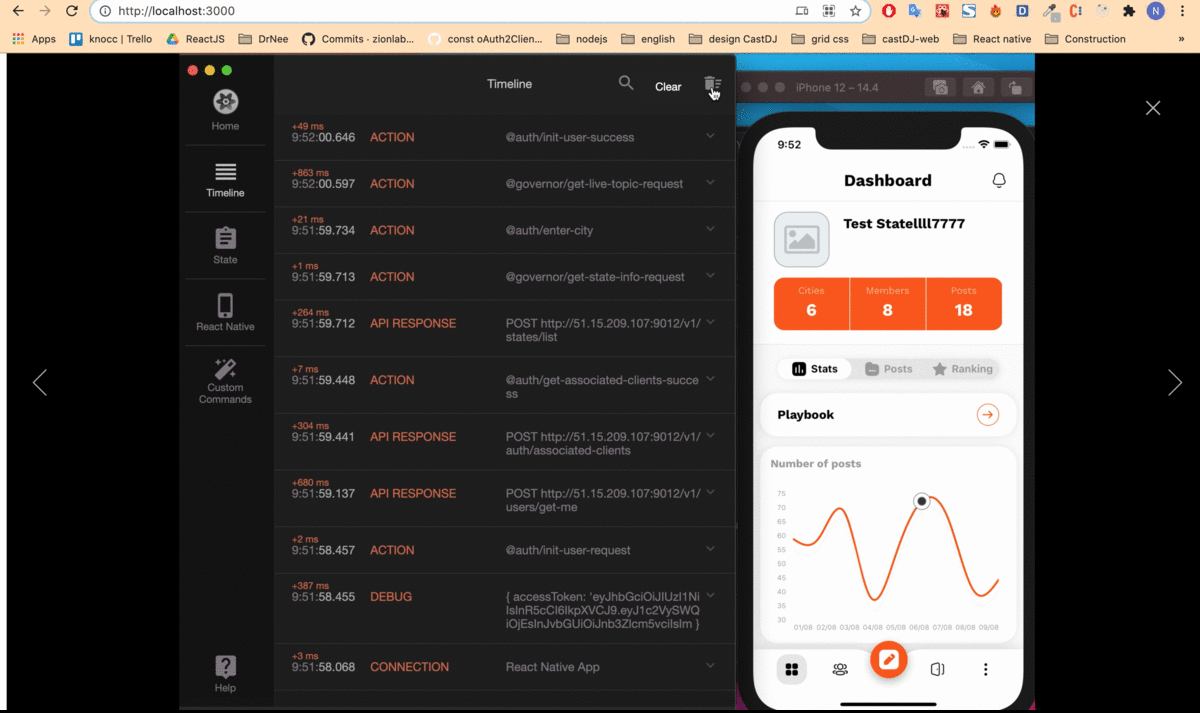 http://localhost:3000
N
Apps
knocc | Trello
ReactJS
DrNee
Commits · zionlab...
const oAuth2Clien...
nodejs
english
design CastDJ
grid css
castDJ-web
React native
Construction
»
Home
Timeline
State
React Native
Custom
Commands
Help
Timeline
Clear
+49 ms
9:52:00.646 ACTION @auth/init-user-success
+863 ms
9:52:00.597 ACTION @governor/get-live-topic-request
+21 ms
9:51:59.734 ACTION @auth/enter-city
+1 ms
9:51:59.713 ACTION @governor/get-state-info-request
+264 ms
9:51:59.712 API RESPONSE POST http://51.15.209.107:9012/v1/
states/list
+7 ms
9:51:59.448 ACTION @auth/get-associated-clients-succe
ss
+304 ms
9:51:59.441 API RESPONSE POST http://51.15.209.107:9012/v1/
auth/associated-clients
+680 ms
9:51:59.137 API RESPONSE POST http://51.15.209.107:9012/v1/
users/get-me
+2 ms
9:51:58.457 ACTION @auth/init-user-request
+387 ms
9:51:58.455 DEBUG { accessToken: 'eyJhbGciOiJIUzI1Ni
IsInR5cCI6IkpXVCJ9.eyJ1c2VySWQ
iOjEsInJvbGUiOiJnb3Zlcm5vciIsIm }
+3 ms
9:51:58.068 CONNECTION React Native App
iPhone 12 – 14.4
9:52
Dashboard
Test Statellll7777
Cities Members Posts
6 8 18
Stats Posts Ranking
Playbook
Number of posts
75
70
65
60
55
50
45
40
35
30
01/08 02/08 03/08 04/08 05/08 06/08 07/08 08/08 09/08